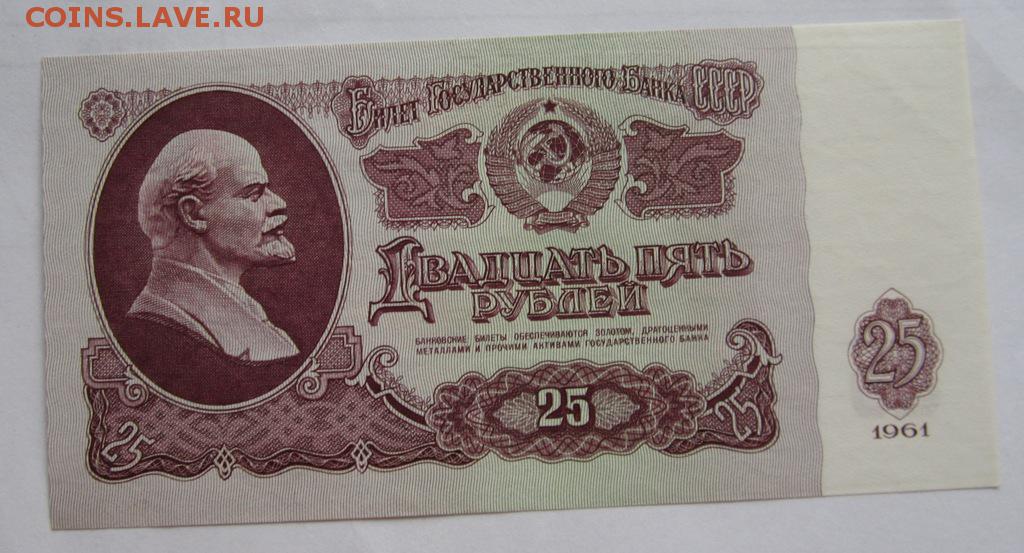 COINS.LAVE.RU
Билет Государственного Банка СССР
Двадцать пять
рублей
БАНКОВСКИЕ БИЛЕТЫ ОБЕСПЕЧИВАЮТСЯ ЗОЛОТОМ, ДРАГОЦЕННЫМИ
МЕТАЛЛАМИ И ПРОЧИМИ АКТИВАМИ ГОСУДАРСТВЕННОГО БАНКА
25
25
25
25
1961